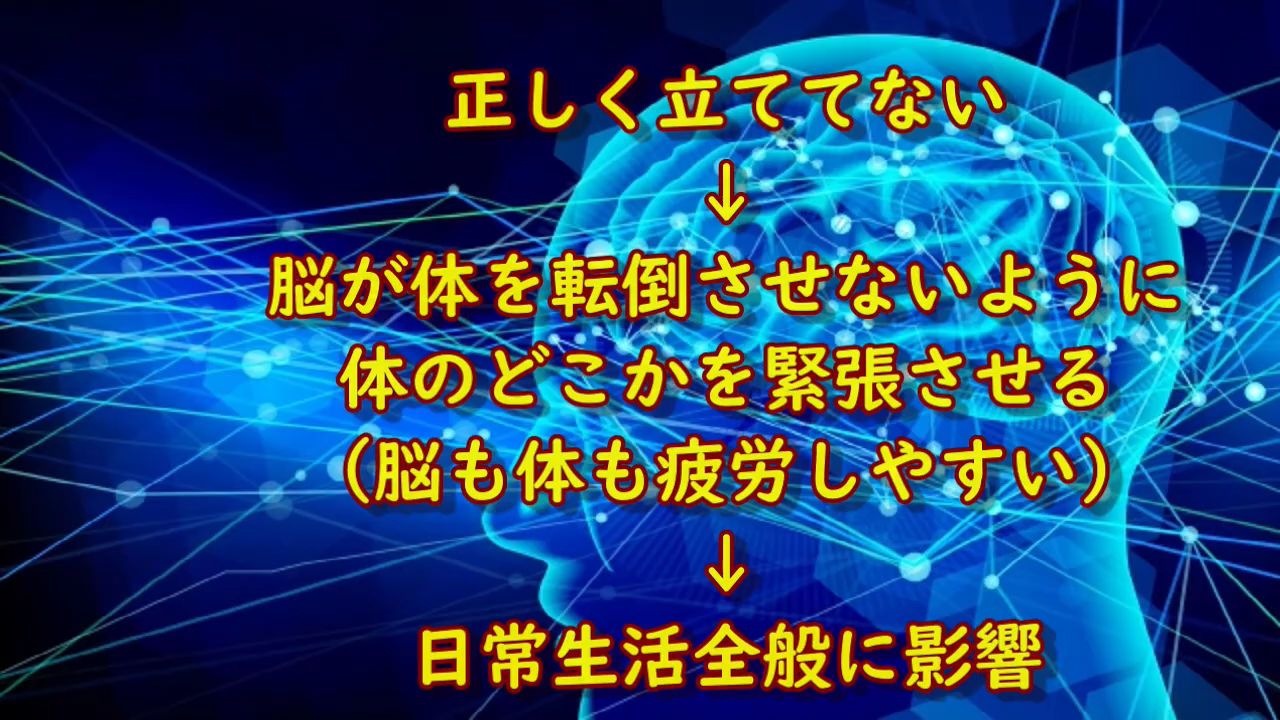 正しく立ててない
↓
脳が体を転倒させないように
体のどこかを緊張させる
（脳も体も疲労しやすい）
↓
日常生活全般に影響